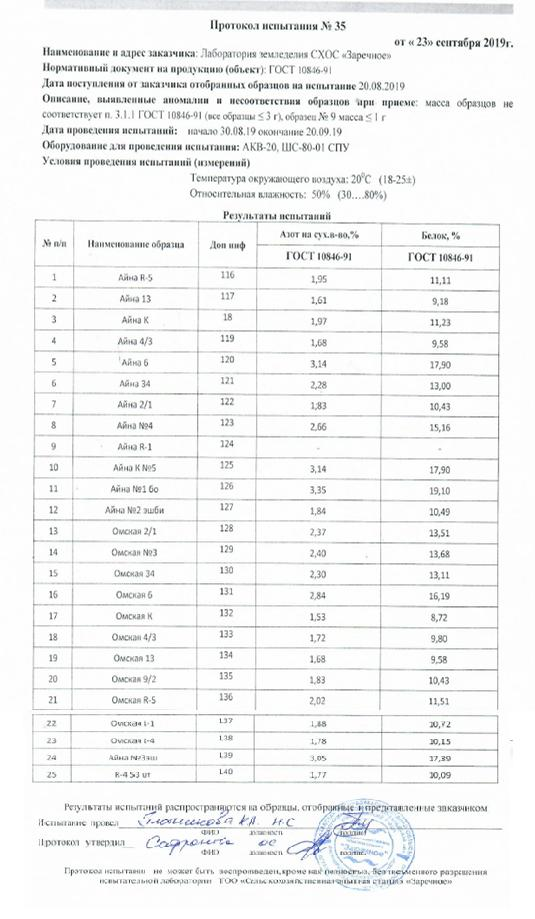 Протокол испытания № 35
от « 23» сентября 2019г.
Наименование и адрес заказчика: Лаборатория земледелия СХОС «Заречное»
Нормативный документ на продукцию (объект): ГОСТ 10846-91
Дата поступления от заказчика отобранных образцов на испытание 20.08.2019
Описание, выявленные аномалии и несоответствия образцов при приеме: масса образцов не
соответствует п. 3.1.1 ГОСТ 10846-91 (все образцы ≤ 3 г), образец № 9 масса ≤ 1 г
Дата проведения испытаний: начало 30.08.19 окончание 20.09.19
Оборудование для проведения испытания: АКВ-20, ШС-80-01 СПУ
Условия проведения испытаний (измерений)
Температура окружающего воздуха: 20⁰С (18-25±)
Относительная влажность: 50% (30….80%)
Результаты испытаний
№ п/п Наименование образца Доп инф Азот на сух.в-во,% Белок, %
ГОСТ 10846-91 ГОСТ 10846-91
1 Айна R-5 116 1,95 11,11
2 Айна 13 117 1,61 9,18
3 Айна К 18 1,97 11,23
4 Айна 4/3 119 1,68 9,58
5 Айна 6 120 3,14 17,90
6 Айна 34 121 2,28 13,00
7 Айна 2/1 122 1,83 10,43
8 Айна №4 123 2,66 15,16
9 Айна R-1 124 - -
10 Айна К №5 125 3,14 17,90
11 Айна №1 бо 126 3,35 19,10
12 Айна №2 эшби 127 1,84 10,49
13 Омская 2/1 128 2,37 13,51
14 Омская №3 129 2,40 13,68
15 Омская 34 130 2,30 13,11
16 Омская 6 131 2,84 16,19
17 Омская К 132 1,53 8,72
18 Омская 4/3 133 1,72 9,80
19 Омская 13 134 1,68 9,58
20 Омская 9/2 135 1,83 10,43
21 Омская R-5 136 2,02 11,51
22 Омская 137 1,88 10,72
23 Омская 138 1,78 10,15
24 Айна 139 3,05 17,39
25 140 1,77 10,09
Результаты испытаний распространяются на образцы, отобранные и представленные заказчиком
Испытание провел
ФИО должность подпись
Протокол утвердил
ФИО должность подпись
Протокол испытания не может быть воспроизведен, кроме как полностью, без письменного разрешения
испытательной лаборатории ТОО «Сельскохозяйственная опытная станция «Заречное»